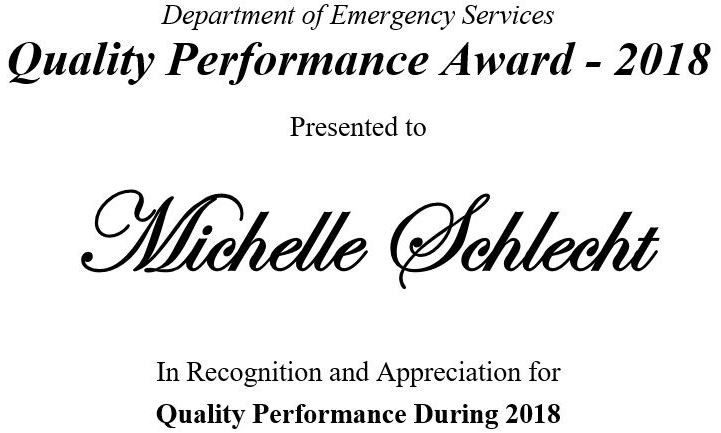 Department of Emergency Services
Quality Performance Award - 2018
Presented to
Michelle Schlecht
In Recognition and Appreciation for
Quality Performance During 2018